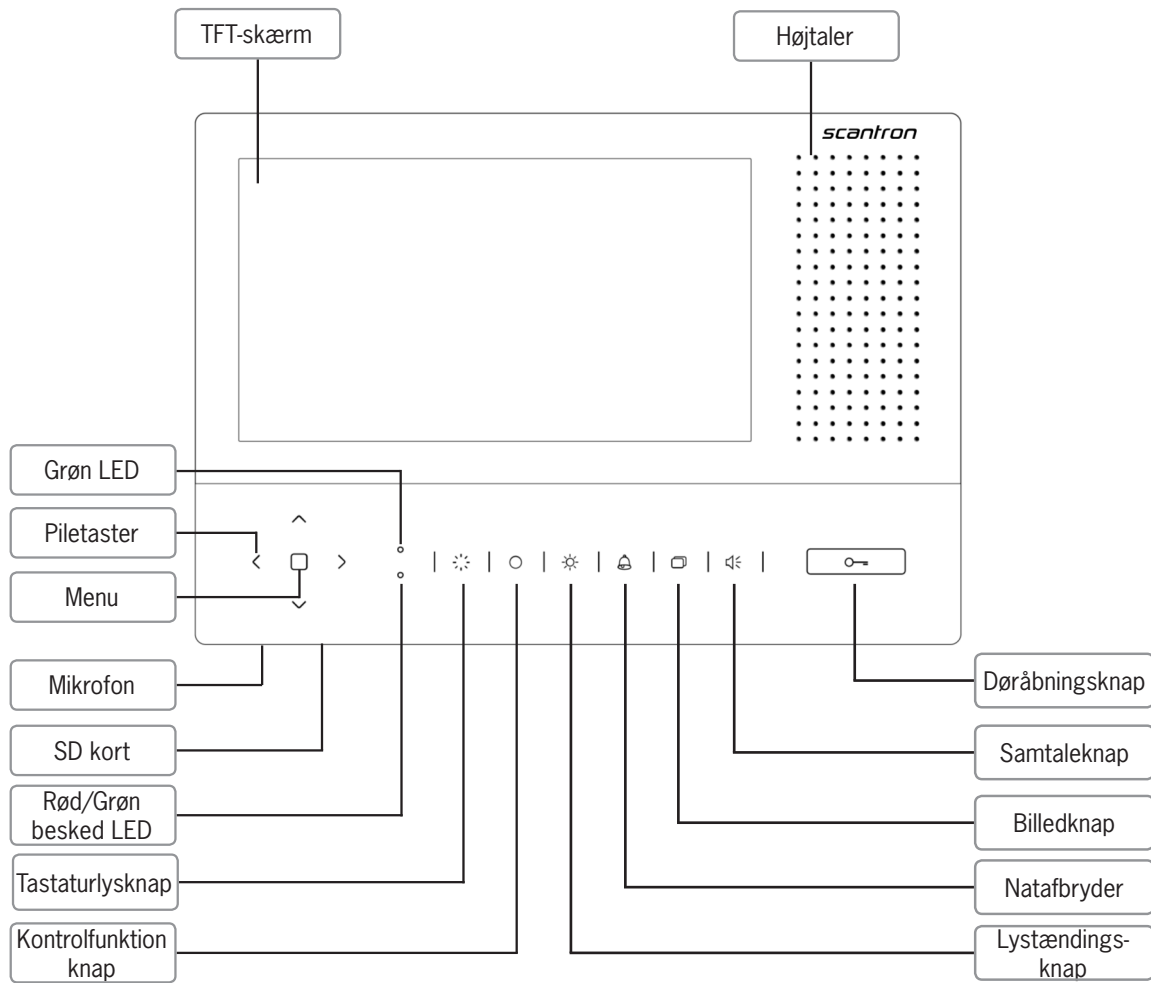 TFT-skærm
Højtaler
scantron
Grøn LED
Piletaster
Menu
Mikrofon
SD kort
Rød/Grøn
besked LED
Tastaturlysknap
Kontrolfunktion
knap
Døråbningsknap
Samtaleknap
Billedknap
Natafbryder
Lystændings-
knap